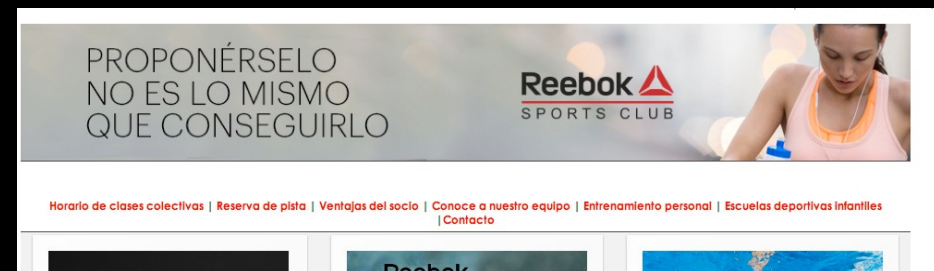 PROPONÉRSELO
NO ES LO MISMO
QUE CONSEGUIRLO
Reebok
SPORTS CLUB
Horario de clases colectivas | Reserva de pista | Ventajas del socio | Conoce a nuestro equipo | Entrenamiento personal | Escuelas deportivas infantiles
|Contacto
Reebok